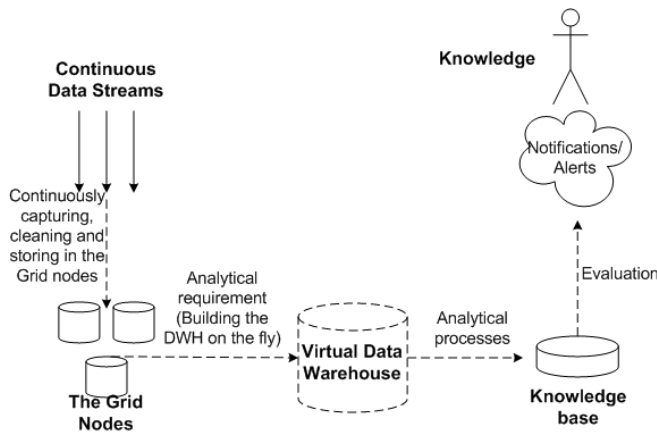 Continuous
Data Streams
Knowledge
Notifications/
Alerts
Continuously
capturing,
cleaning and
storing in the
Grid nodes
Evaluation
Analytical
requirement
(Building the
DWH on the fly)
Virtual Data
Warehouse
Analytical
processes
The Grid
Nodes
Knowledge
base